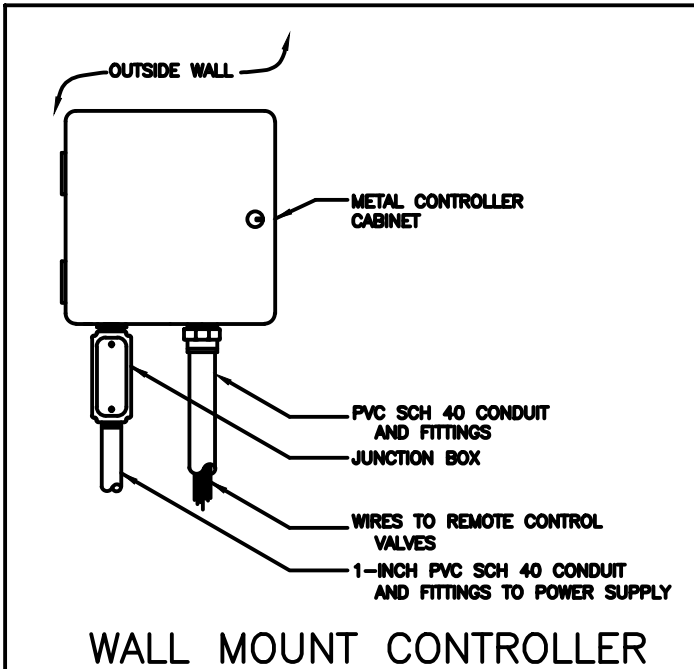 OUTSIDE WALL
METAL CONTROLLER
CABINET
PVC SCH 40 CONDUIT
AND FITTINGS
JUNCTION BOX
WIRES TO REMOTE CONTROL
VALVES
1-INCH PVC SCH 40 CONDUIT
AND FITTINGS TO POWER SUPPLY
WALL MOUNT CONTROLLER